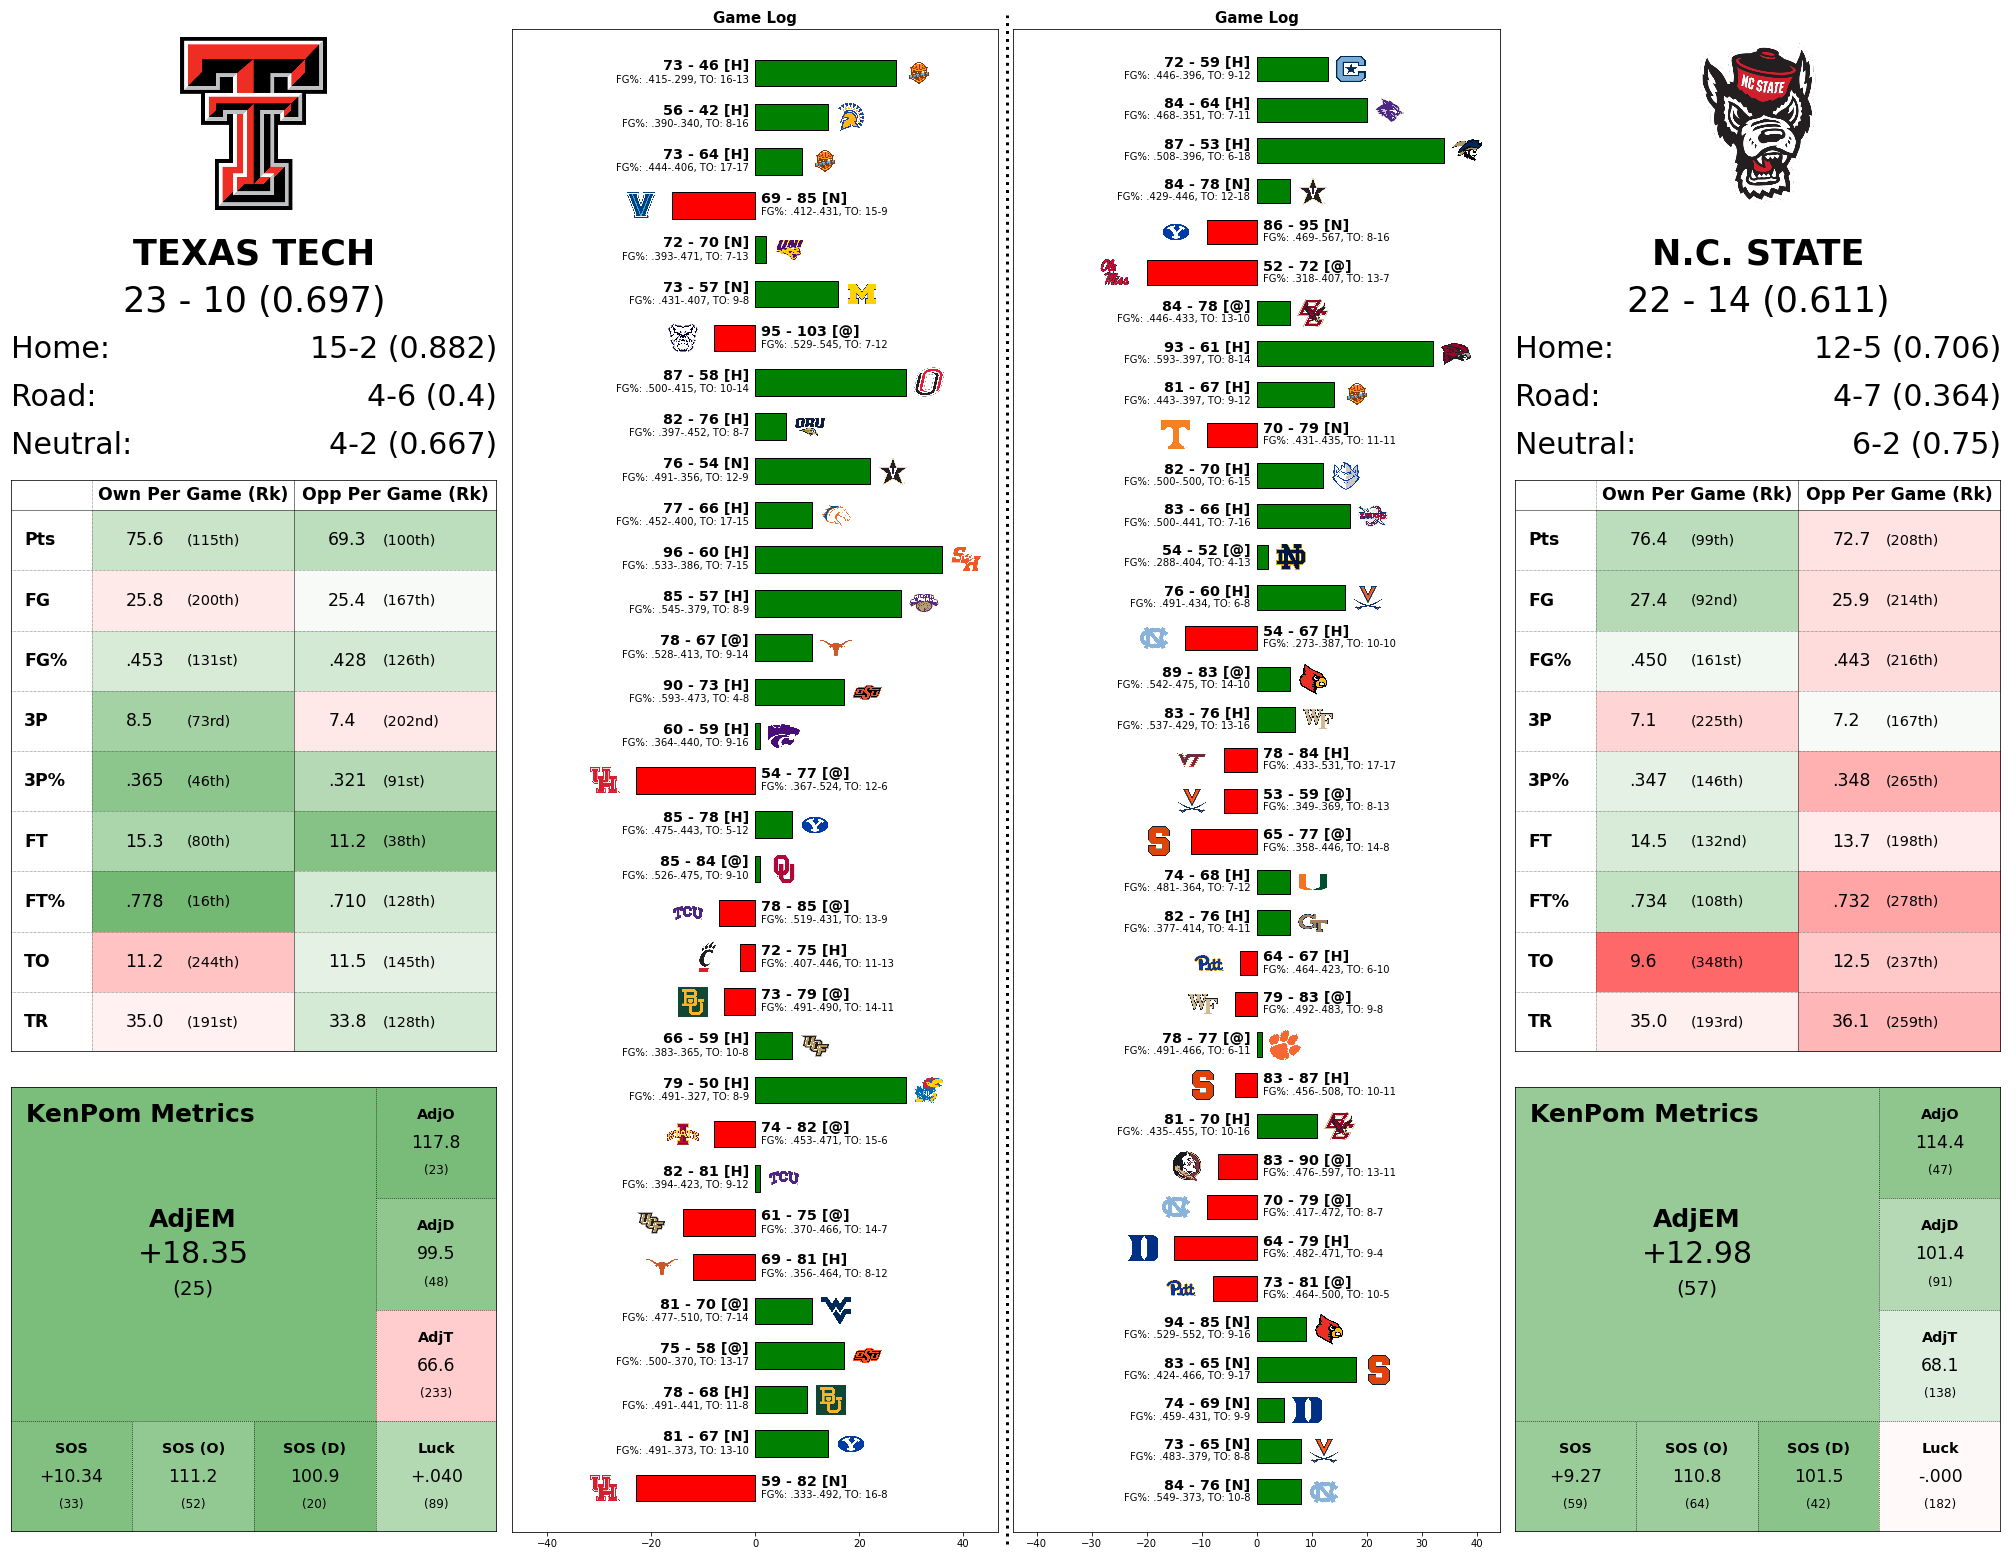 TEXAS TECH
23 - 10 (0.697)
Home: 15-2 (0.882)
Road: 4-6 (0.4)
Neutral: 4-2 (0.667)
Own Per Game (Rk) Opp Per Game (Rk)
Pts 75.6 (115th) 69.3 (100th)
FG 25.8 (200th) 25.4 (167th)
FG% .453 (131st) .428 (126th)
3P 8.5 (73rd) 7.4 (202nd)
3P% .365 (46th) .321 (91st)
FT 15.3 (80th) 11.2 (38th)
FT% .778 (16th) .710 (128th)
TO 11.2 (244th) 11.5 (145th)
TR 35.0 (191st) 33.8 (128th)
KenPom Metrics
AdjEM
+18.35
(25)
AdjO
117.8
(23)
AdjD
99.5
(48)
AdjT
66.6
(233)
SOS
+10.34
(33)
SOS (O)
111.2
(52)
SOS (D)
100.9
(20)
Luck
+.040
(89)
Game Log
73 - 46 [H]
FG%: .415-.299, TO: 16-13
56 - 42 [H]
FG%: .390-.340, TO: 8-16
73 - 64 [H]
FG%: .444-.406, TO: 17-17
69 - 85 [N]
FG%: .412-.431, TO: 15-9
72 - 70 [N]
FG%: .393-.471, TO: 7-13
UNI
73 - 57 [N]
FG%: .431-.407, TO: 9-8
M
95 - 103 [@]
FG%: .529-.545, TO: 7-12
87 - 58 [H]
FG%: .500-.415, TO: 10-14
82 - 76 [H]
FG%: .397-.452, TO: 8-7
ORU
76 - 54 [N]
FG%: .491-.356, TO: 12-9
77 - 66 [H]
FG%: .452-.400, TO: 17-15
96 - 60 [H]
FG%: .533-.386, TO: 7-15
SH
85 - 57 [H]
FG%: .545-.379, TO: 8-9
78 - 67 [@]
FG%: .528-.413, TO: 9-14
90 - 73 [H]
FG%: .593-.473, TO: 4-8
OSU
60 - 59 [H]
FG%: .364-.440, TO: 9-16
54 - 77 [@]
FG%: .367-.524, TO: 12-6
UH
85 - 78 [H]
FG%: .475-.443, TO: 5-12
Y
85 - 84 [@]
FG%: .526-.475, TO: 9-10
OU
78 - 85 [@]
FG%: .519-.431, TO: 13-9
TCU
72 - 75 [H]
FG%: .407-.446, TO: 11-13
73 - 79 [@]
FG%: .491-.490, TO: 14-11
BU
66 - 59 [H]
FG%: .383-.365, TO: 10-8
UCF
79 - 50 [H]
FG%: .491-.327, TO: 8-9
74 - 82 [@]
FG%: .453-.471, TO: 15-6
82 - 81 [H]
FG%: .394-.423, TO: 9-12
TCU
61 - 75 [@]
FG%: .370-.466, TO: 14-7
UCF
69 - 81 [H]
FG%: .356-.464, TO: 8-12
81 - 70 [@]
FG%: .477-.510, TO: 7-14
75 - 58 [@]
FG%: .500-.370, TO: 13-17
OSU
78 - 68 [H]
FG%: .491-.441, TO: 11-8
BU
81 - 67 [N]
FG%: .491-.373, TO: 13-10
Y
59 - 82 [N]
FG%: .333-.492, TO: 16-8
UH
−40 −20 0 20 40
Game Log
72 - 59 [H]
FG%: .446-.396, TO: 9-12
84 - 64 [H]
FG%: .468-.351, TO: 7-11
87 - 53 [H]
FG%: .508-.396, TO: 6-18
84 - 78 [N]
FG%: .429-.446, TO: 12-18
86 - 95 [N]
FG%: .469-.567, TO: 8-16
Y
52 - 72 [@]
FG%: .318-.407, TO: 13-7
Ole Miss
84 - 78 [@]
FG%: .446-.433, TO: 13-10
93 - 61 [H]
FG%: .593-.397, TO: 8-14
81 - 67 [H]
FG%: .443-.397, TO: 9-12
70 - 79 [N]
FG%: .431-.435, TO: 11-11
T
82 - 70 [H]
FG%: .500-.500, TO: 6-15
83 - 66 [H]
FG%: .500-.441, TO: 7-16
54 - 52 [@]
FG%: .288-.404, TO: 4-13
ND
76 - 60 [H]
FG%: .491-.434, TO: 6-8
54 - 67 [H]
FG%: .273-.387, TO: 10-10
NC
89 - 83 [@]
FG%: .542-.475, TO: 14-10
83 - 76 [H]
FG%: .537-.429, TO: 13-16
WF
78 - 84 [H]
FG%: .433-.531, TO: 17-17
VT
53 - 59 [@]
FG%: .349-.369, TO: 8-13
65 - 77 [@]
FG%: .358-.446, TO: 14-8
S
74 - 68 [H]
FG%: .481-.364, TO: 7-12
82 - 76 [H]
FG%: .377-.414, TO: 4-11
GT
64 - 67 [H]
FG%: .464-.423, TO: 6-10
Pitt
79 - 83 [@]
FG%: .492-.483, TO: 9-8
WF
78 - 77 [@]
FG%: .491-.466, TO: 6-11
83 - 87 [H]
FG%: .456-.508, TO: 10-11
S
81 - 70 [H]
FG%: .435-.455, TO: 10-16
83 - 90 [@]
FG%: .476-.597, TO: 13-11
70 - 79 [@]
FG%: .417-.472, TO: 8-7
NC
64 - 79 [H]
FG%: .482-.471, TO: 9-4
D
73 - 81 [@]
FG%: .464-.500, TO: 10-5
Pitt
94 - 85 [N]
FG%: .529-.552, TO: 9-16
83 - 65 [N]
FG%: .424-.466, TO: 9-17
S
74 - 69 [N]
FG%: .459-.431, TO: 9-9
D
73 - 65 [N]
FG%: .483-.379, TO: 8-8
84 - 76 [N]
FG%: .549-.373, TO: 10-8
NC
−40 −30 −20 −10 0 10 20 30 40
NC STATE
N.C. STATE
22 - 14 (0.611)
Home: 12-5 (0.706)
Road: 4-7 (0.364)
Neutral: 6-2 (0.75)
Own Per Game (Rk) Opp Per Game (Rk)
Pts 76.4 (99th) 72.7 (208th)
FG 27.4 (92nd) 25.9 (214th)
FG% .450 (161st) .443 (216th)
3P 7.1 (225th) 7.2 (167th)
3P% .347 (146th) .348 (265th)
FT 14.5 (132nd) 13.7 (198th)
FT% .734 (108th) .732 (278th)
TO 9.6 (348th) 12.5 (237th)
TR 35.0 (193rd) 36.1 (259th)
KenPom Metrics
AdjEM
+12.98
(57)
AdjO
114.4
(47)
AdjD
101.4
(91)
AdjT
68.1
(138)
SOS
+9.27
(59)
SOS (O)
110.8
(64)
SOS (D)
101.5
(42)
Luck
-.000
(182)